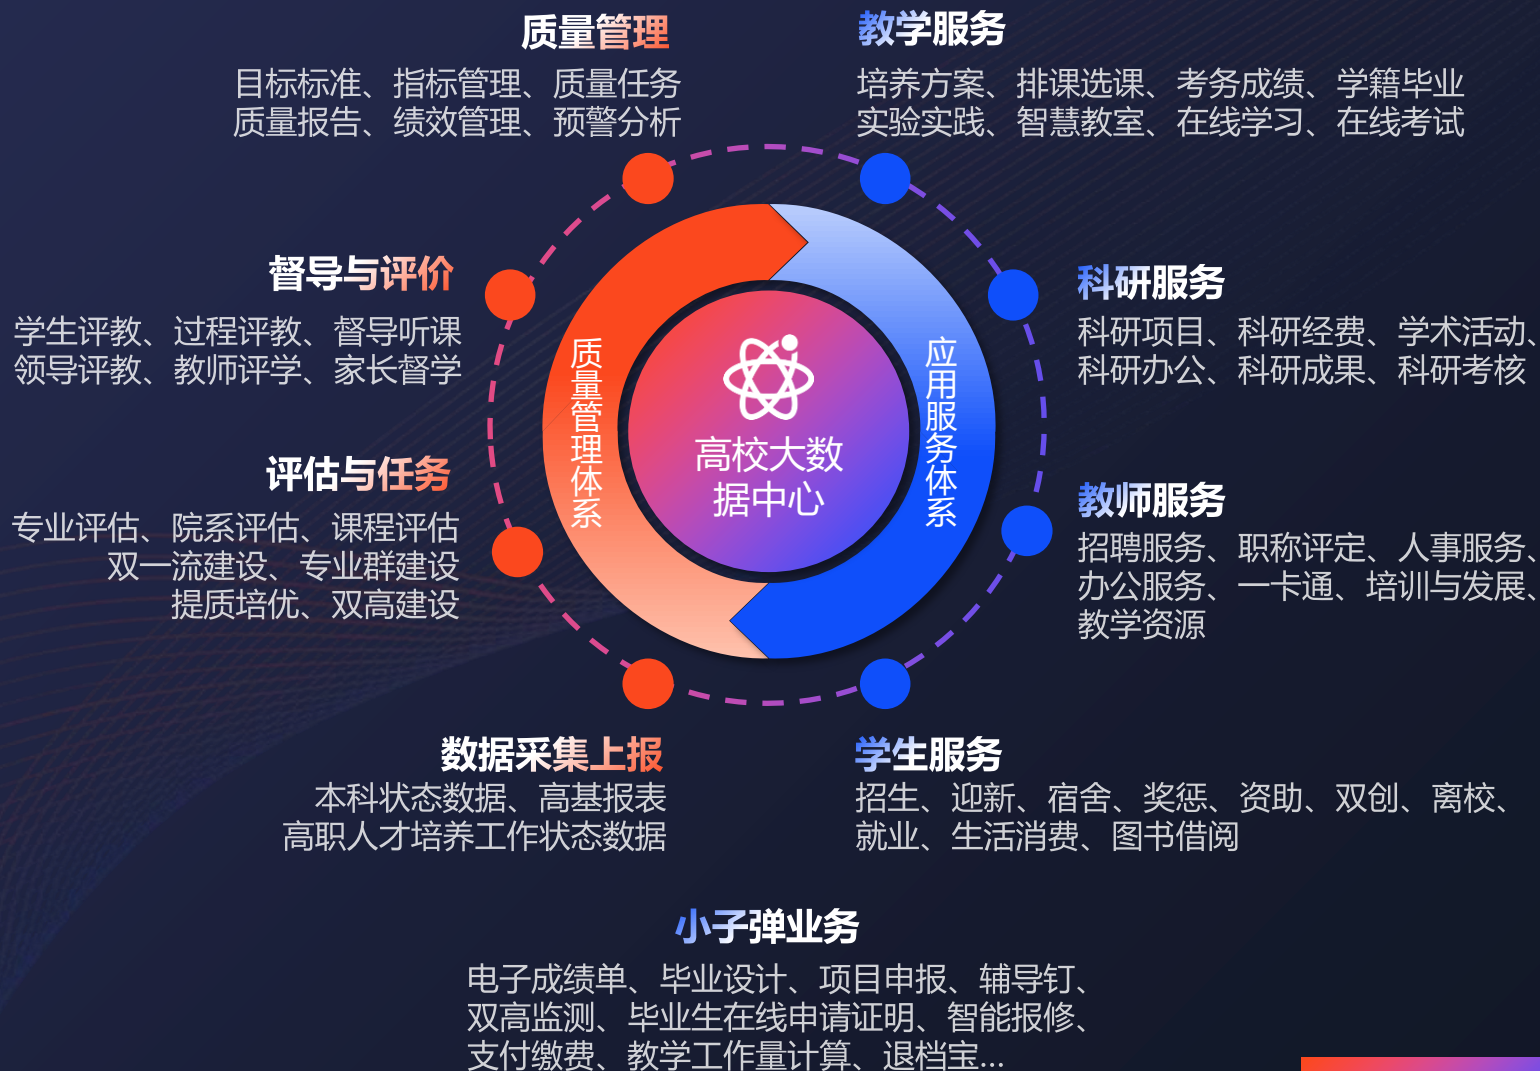 质量管理
目标标准、指标管理、质量任务
质量报告、绩效管理、预警分析
教学服务
培养方案、排课选课、考务成绩、学籍毕业
实验实践、智慧教室、在线学习、在线考试
督导与评价
学生评教、过程评教、督导听课
领导评教、教师评学、家长督学
科研服务
科研项目、科研经费、学术活动、
科研办公、科研成果、科研考核
质量管理体系
高校大数
据中心
应用服务体系
评估与任务
专业评估、院系评估、课程评估
双一流建设、专业群建设
提质培优、双高建设
教师服务
招聘服务、职称评定、人事服务、
办公服务、一卡通、培训与发展、
教学资源
数据采集上报
本科状态数据、高基报表
高职人才培养工作状态数据
学生服务
招生、迎新、宿舍、奖惩、资助、双创、离校、
就业、生活消费、图书借阅
小子弹业务
电子成绩单、毕业设计、项目申报、辅导钉、
双高监测、毕业生在线申请证明、智能报修、
支付缴费、教学工作量计算、退档宝...